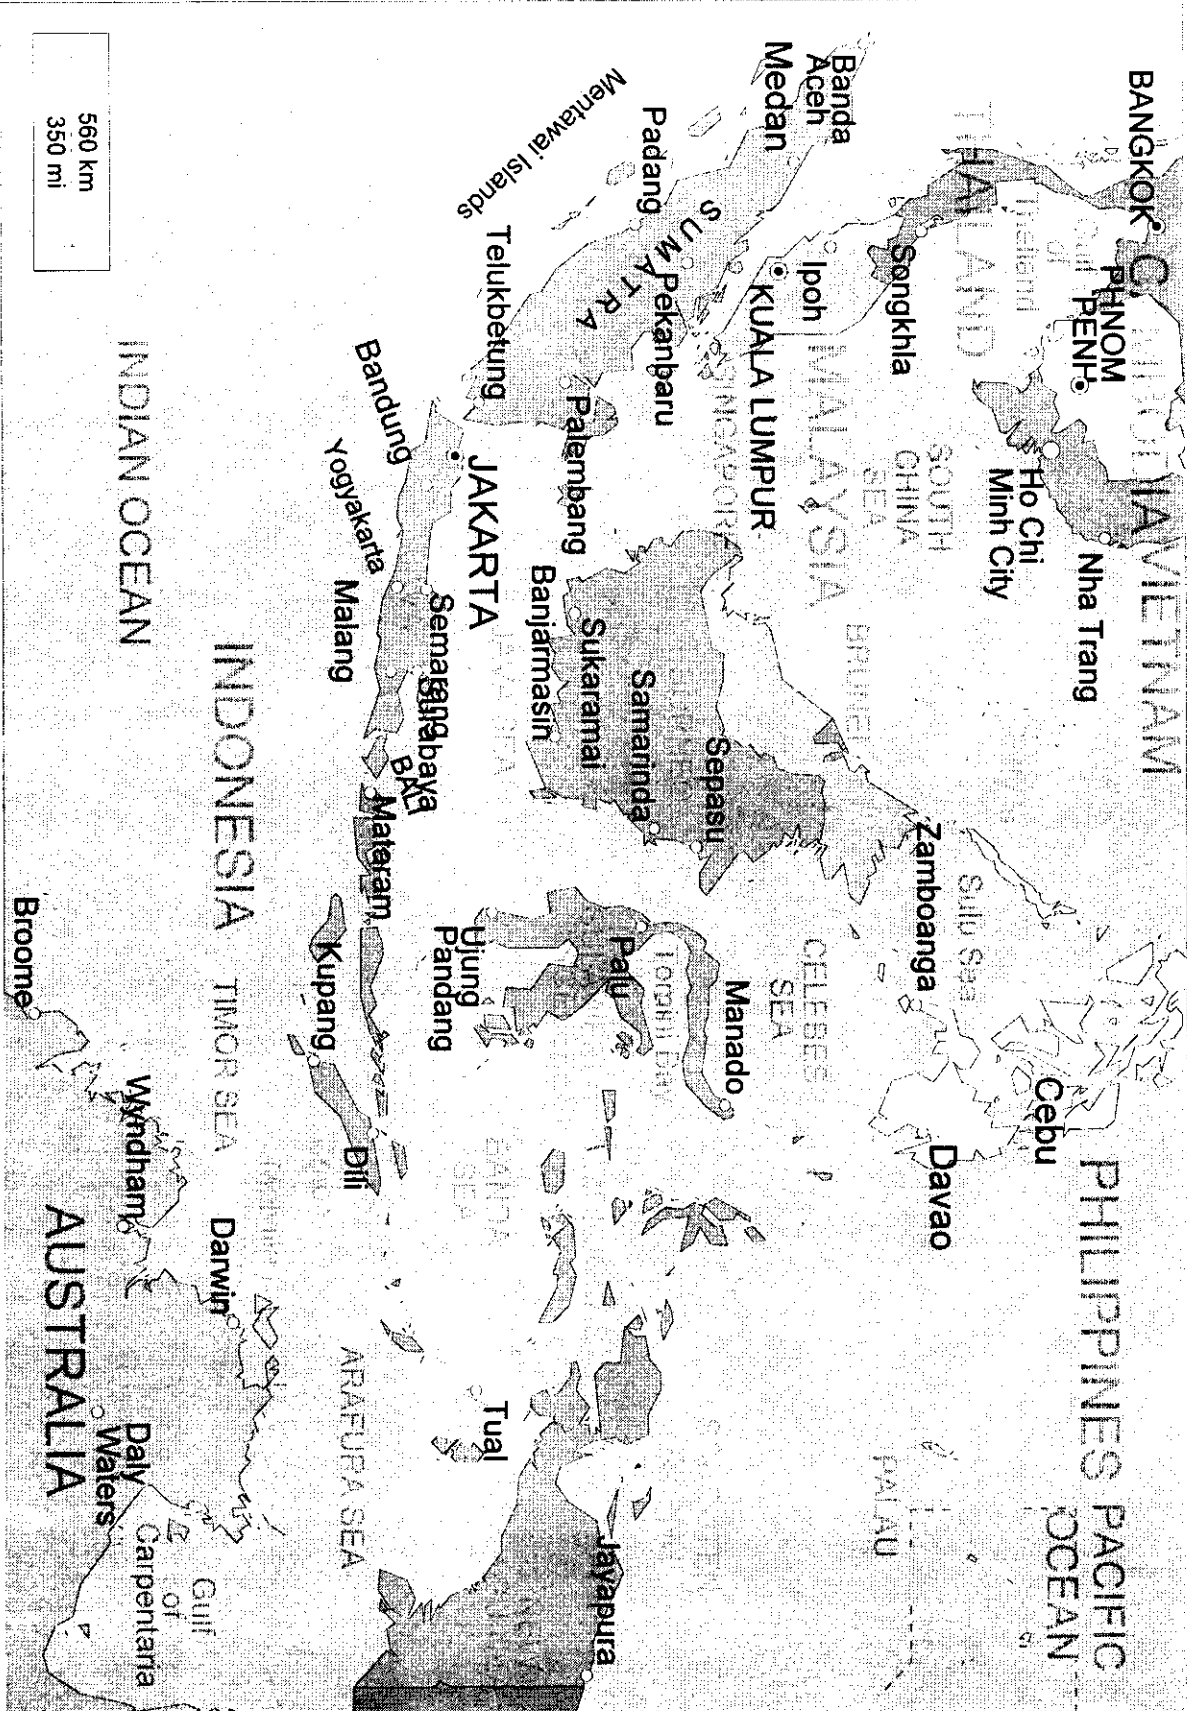 BANGKOK
CAMBODIA
VIETNAM
PHNOM
PENH
Nha Trang
PHILIPPINES
PACIFIC
OCEAN
Gulf
of
Thailand
Ho Chi
Minh City
Cebu
THAILAND
SOUTH
CHINA
SEA
Sulu Sea
Songkhla
Zamboanga
Davao
PALAU
Banda
Aceh
BRUNEI
Ipoh
MALAYSIA
CELEBES
SEA
Medan
KUALA LUMPUR
SINGAPORE
Sepasu
Manado
SUMATRA
Pekanbaru
Padang
Samarinda
Tomini Bay
Palu
Mentawai Islands
Palembang
Sukaramai
Banjarmasin
Jayapura
Telukbetung
JAKARTA
SEA
Ujung
Pandang
BANDA
SEA
Tual
Bandung
Semarang
Surabaya
BALI
Mataram
Yogyakarta
Malang
Kupang
Dili
ARAFURA SEA
INDONESIA
TIMOR SEA
Darwin
INDIAN OCEAN
Wyndham
Gulf
of
Carpentaria
Daly
Waters
AUSTRALIA
560 km
350 mi
Broome